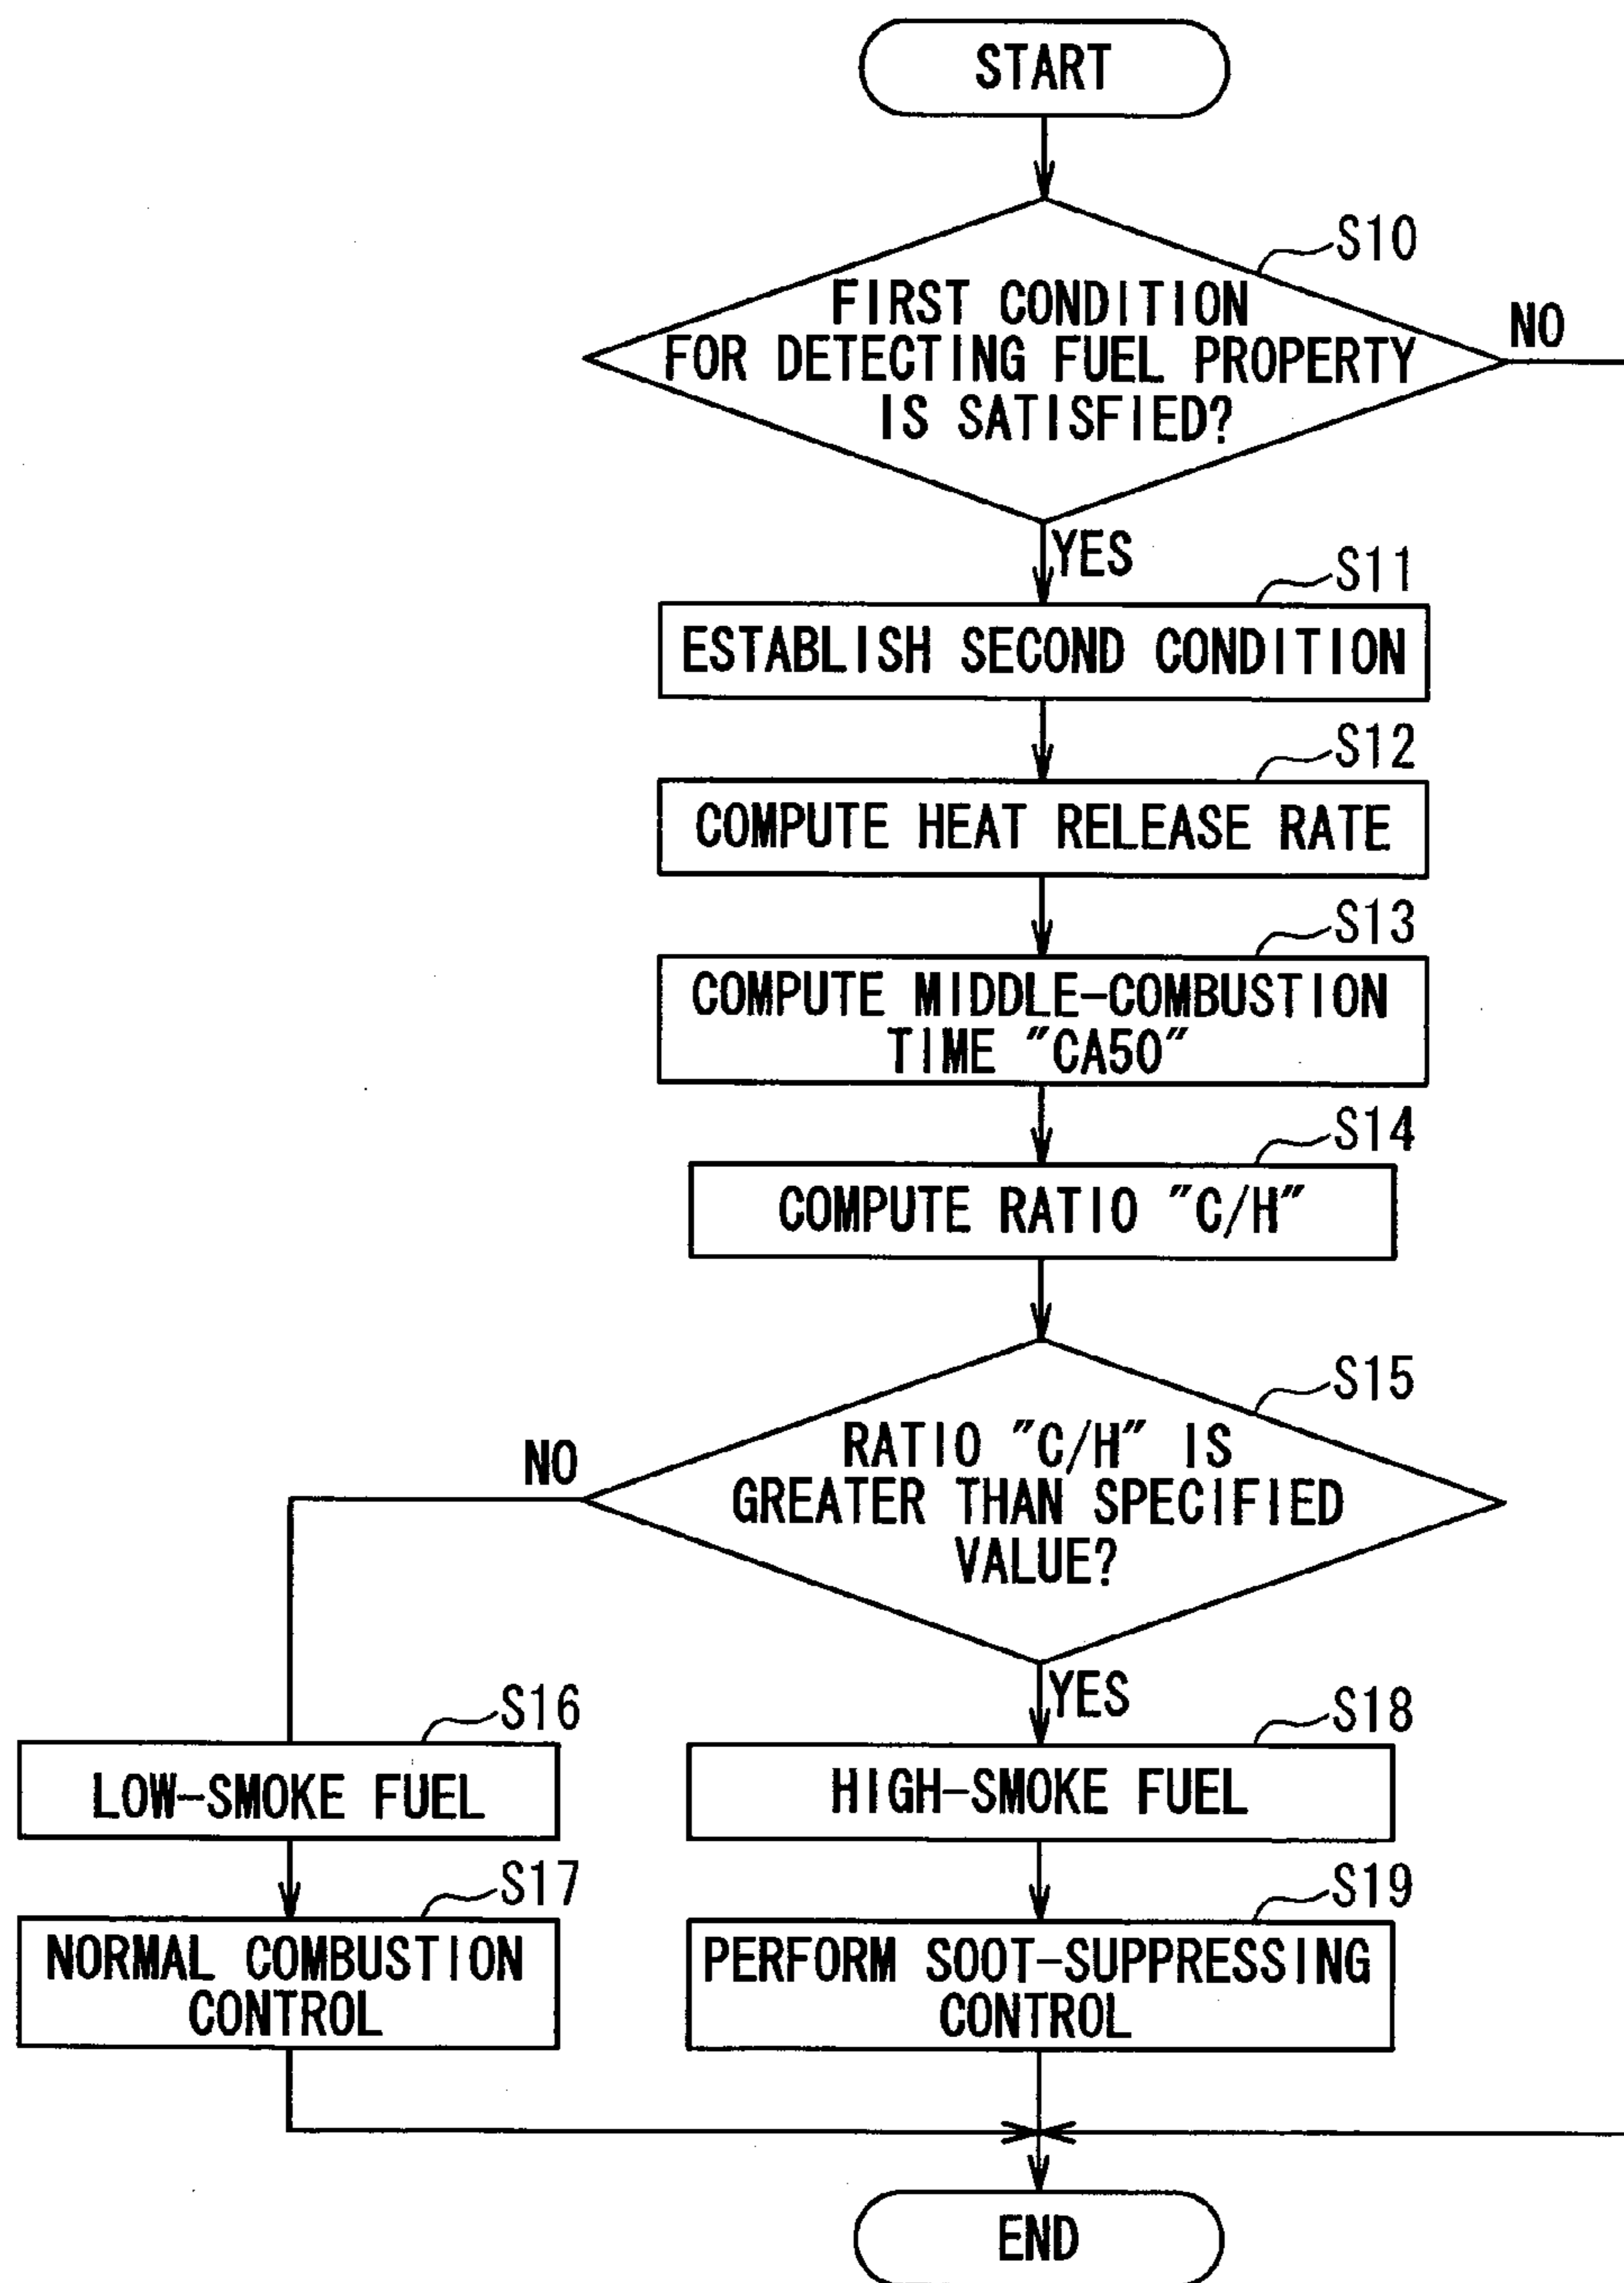 START
S10
FIRST CONDITION
FOR DETECTING FUEL PROPERTY
IS SATISFIED?
NO
YES
S11
ESTABLISH SECOND CONDITION
S12
COMPUTE HEAT RELEASE RATE
S13
COMPUTE MIDDLE-COMBUSTION
TIME "CA50"
S14
COMPUTE RATIO "C/H"
S15
RATIO "C/H" IS
GREATER THAN SPECIFIED
VALUE?
NO
YES
S16
LOW-SMOKE FUEL
S18
HIGH-SMOKE FUEL
S17
NORMAL COMBUSTION
CONTROL
S19
PERFORM SOOT-SUPPRESSING
CONTROL
END